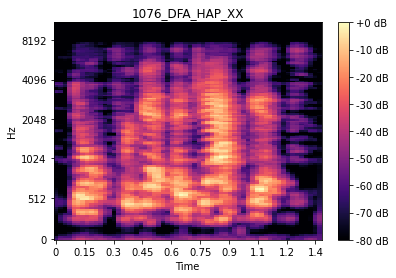 1076_DFA_HAP_XX
+0 dB
8192
-10 dB
4096
-20 dB
-30 dB
2048
Hz
-40 dB
1024
-50 dB
512
-60 dB
-70 dB
0
-80 dB
0 0.15 0.3 0.45 0.6 0.75 0.9 1.1 1.2 1.4
Time